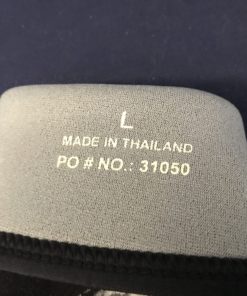 L
MADE IN THAILAND
PO # NO.: 31050